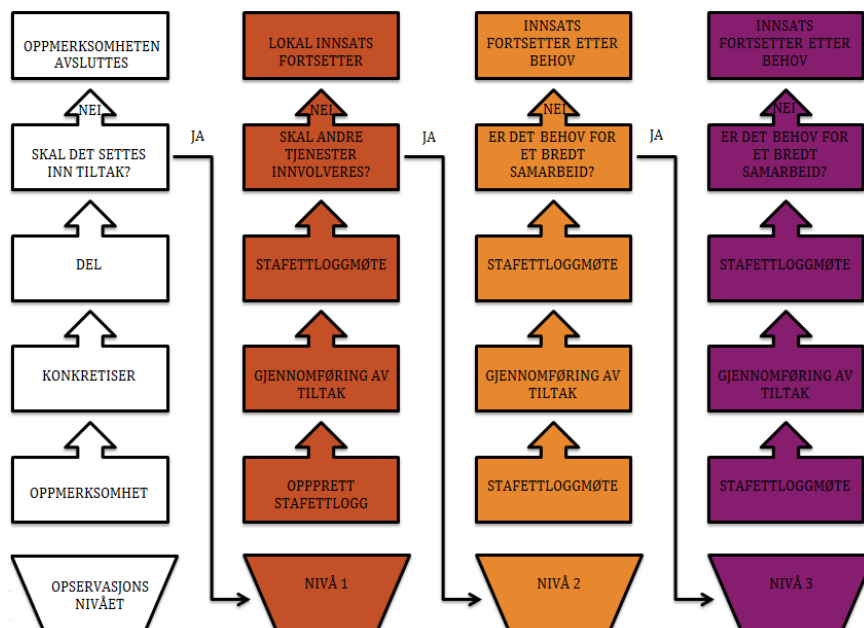 OPPMERKSOMHETEN
AVSLUTTES
NEI
SKAL DET SETTES
INN TILTAK?
JA
DEL
KONKRETISER
OPPMERKSOMHET
OPSERVASJONS
NIVÅET
LOKAL INNSATS
FORTSETTER
NEI
SKAL ANDRE
TJENESTER
INNVOLVERES?
JA
STAFETTLOGGMØTE
GJENNOMFØRING AV
TILTAK
OPPPRETT
STAFETTLOGG
NIVÅ 1
INNSATS
FORTSETTER ETTER
BEHOV
NEI
ER DET BEHOV FOR
ET BREDT
SAMARBEID?
JA
STAFETTLOGGMØTE
GJENNOMFØRING AV
TILTAK
STAFETTLOGGMØTE
NIVÅ 2
INNSATS
FORTSETTER ETTER
BEHOV
NEI
ER DET BEHOV FOR
ET BREDT
SAMARBEID?
STAFETTLOGGMØTE
GJENNOMFØRING AV
TILTAK
STAFETTLOGGMØTE
NIVÅ 3